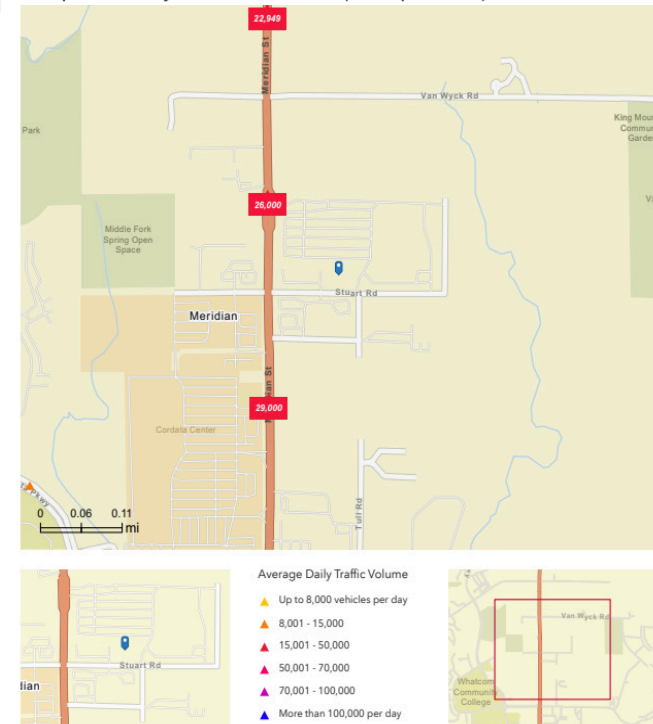 22,949
Meridian St
Van Wyck Rd
Park
King
Commu
Garde
26,000
Middle Fork
Spring Open
Space
Stuart Rd
Meridian
29,000
Cordata Center
Tull Rd
Pkwy
0 0.06 0.11
mi
Average Daily Traffic Volume
Up to 8,000 vehicles per day
8,001 - 15,000
15,001 - 50,000
50,001 - 70,000
70,001 - 100,000
More than 100,000 per day
Stuart Rd
dian
Van Wyck Rd
Whatcom
Community
College